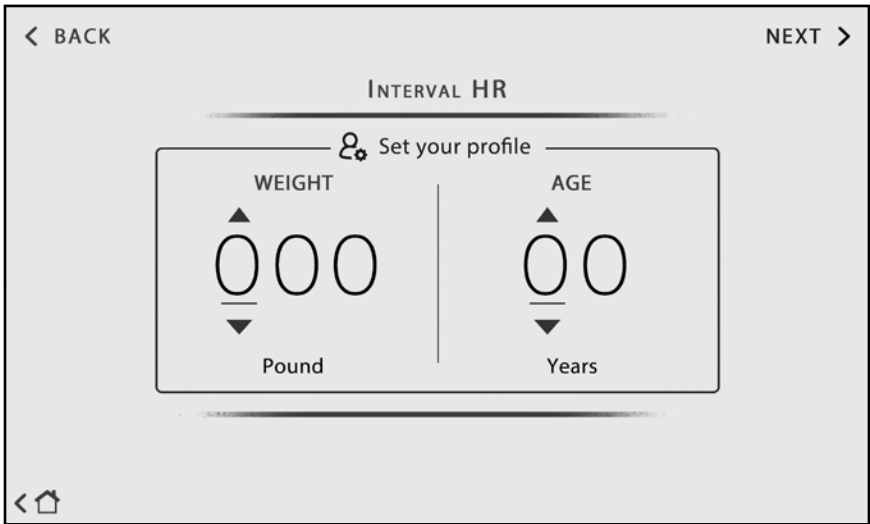 BACK
NEXT
INTERVAL HR
Set your profile
WEIGHT
AGE
000
00
Pound
Years